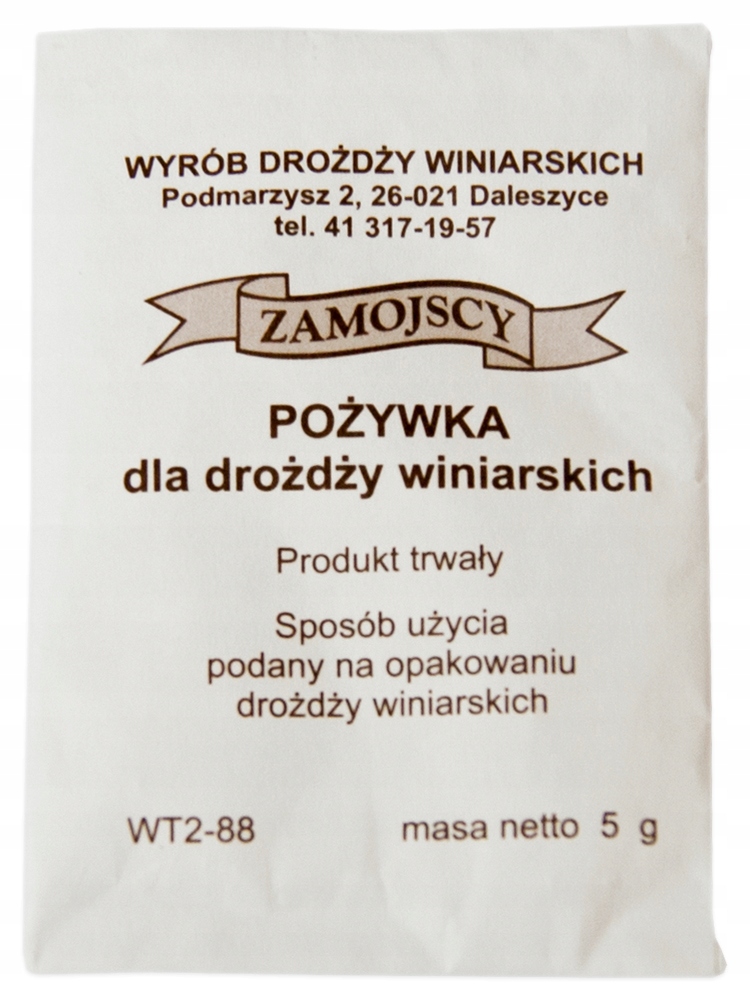 WYRÓB DROŻDŻY WINIARSKICH
Podmarzysz 2, 26-021 Daleszyce
tel. 41 317-19-57
ZAMOJSCY
POŻYWKA
dla drożdży winiarskich
Produkt trwały
Sposób użycia
podany na opakowaniu
drożdży winiarskich
WT2-88 masa netto 5 g